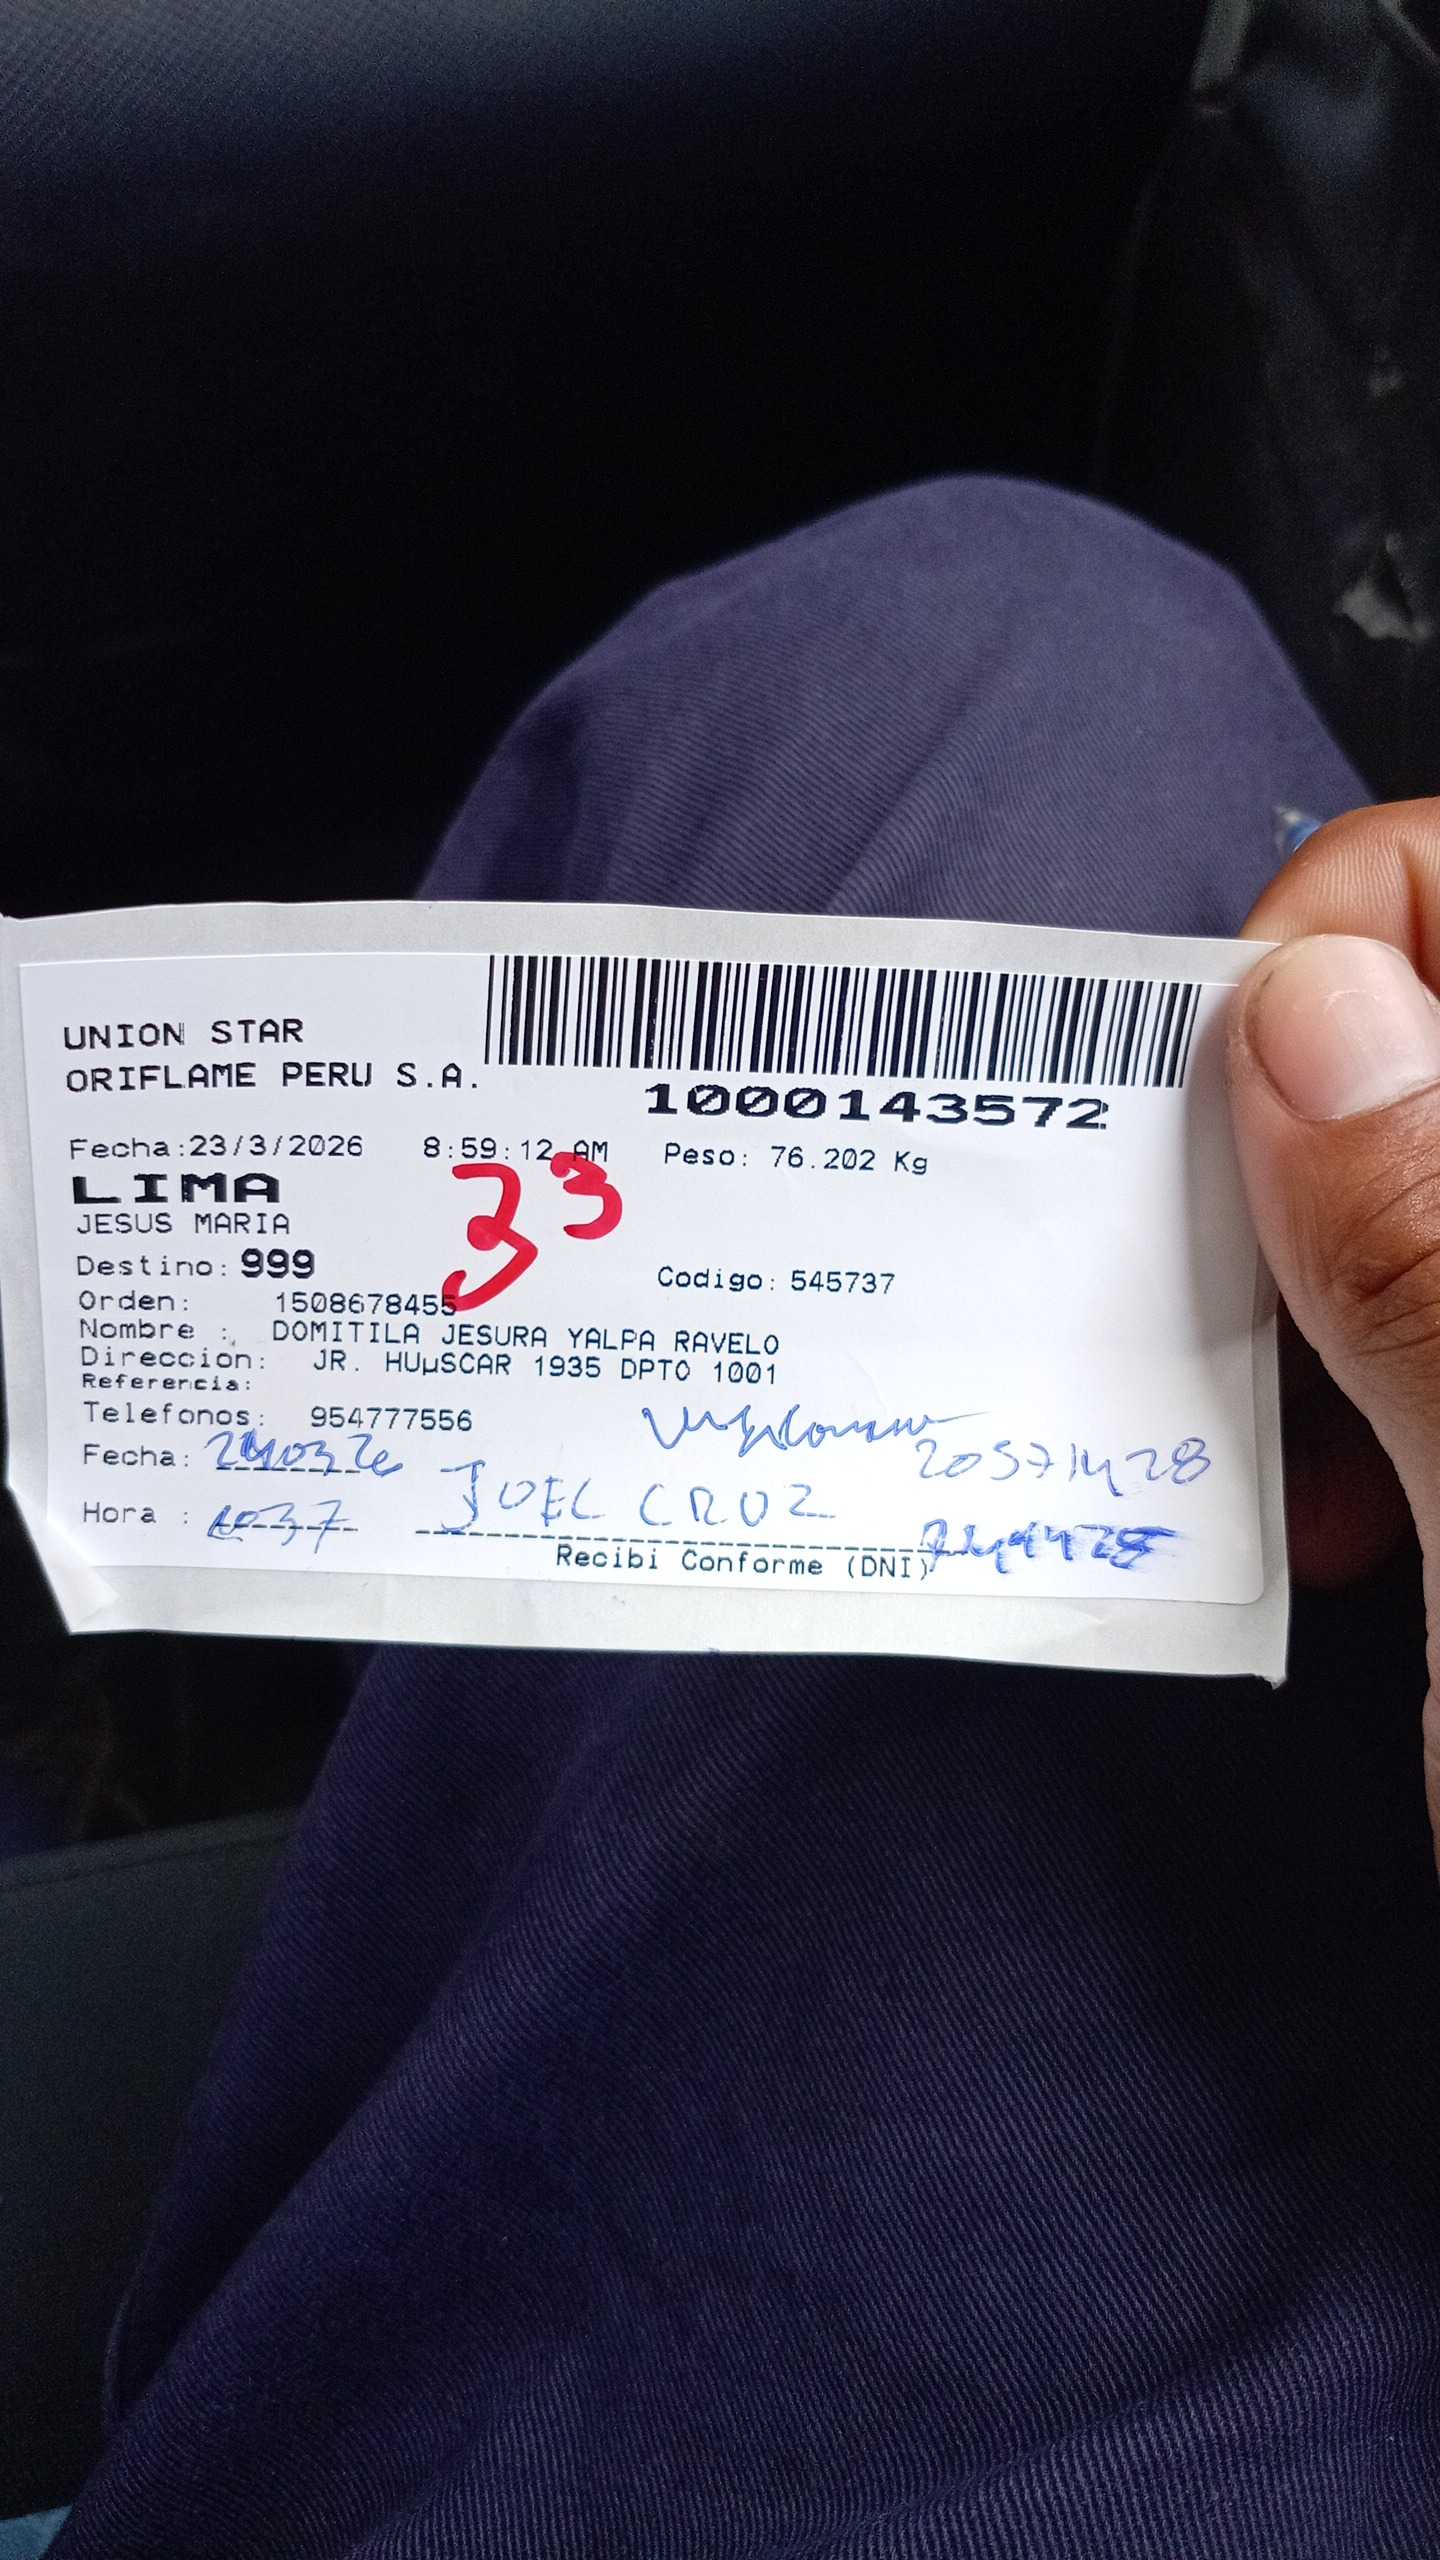 UNION STAR
ORIFLAME PERU S.A.
1000143572
Fecha:23/3/2026 8:59:12 AM Peso: 76.202 Kg
LIMA
33
JESUS MARIA
Destino: 999
Codigo: 545737
Orden: 1508678455
Nombre : DOMITILA JESURA YALPA RAVELO
Direccion: JR. HUµSCAR 1935 DPTO 1001
Referencia:
Telefonos: 954777556
Fecha:
Hora : 1037
JOEL CRUZ
Recibi Conforme (DNI)